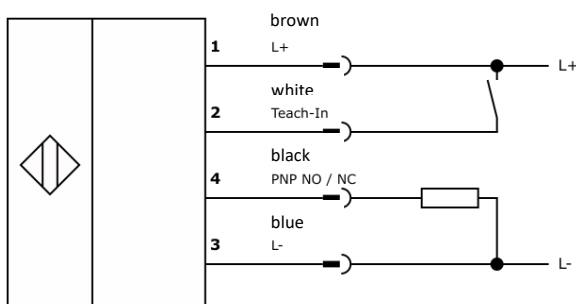 brown
1 L+ L+
white
2 Teach-In
black
4 PNP NO / NC
blue
3 L- L-